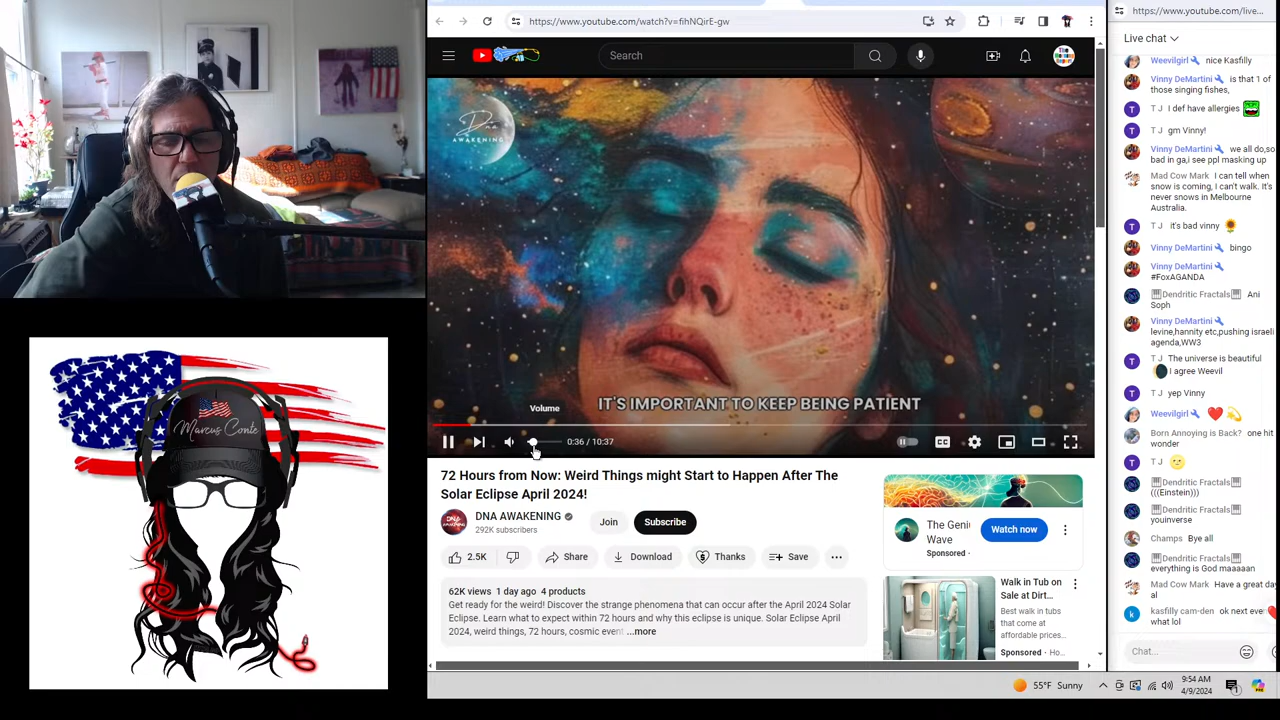 https://www.youtube.com/watch?v=fihNQirE-gw
Search
Dna
AWAKENING
IT'S IMPORTANT TO KEEP BEING PATIENT
Volume
0:36 / 10:37
CC
72 Hours from Now: Weird Things might Start to Happen After The
Solar Eclipse April 2024!
DNA AWAKENING
292K subscribers
Join
Subscribe
2.5K
Share
Download
Thanks
Save
62K views 1 day ago 4 products
Get ready for the weird! Discover the strange phenomena that can occur after the April 2024 Solar
Eclipse. Learn what to expect within 72 hours and why this eclipse is unique. Solar Eclipse April
2024, weird things, 72 hours, cosmic event ...more
The Geni
Wave
Sponsored ·
Watch now
Walk in Tub on
Sale at Dirt...
Best walk in tubs
that come at
affordable prices...
Sponsored · Ho...
Marcus Conte
https://www.youtube.com/live...
Live chat
Weevilgirl nice Kasfilly
Vinny DeMartini is that 1 of
those singing fishes,
T J I def have allergies
T J gm Vinny!
Vinny DeMartini we all do,so
bad in ga,i see ppl masking up
Mad Cow Mark I can tell when
snow is coming, I can't walk. It's
never snows in Melbourne
Australia.
T J it's bad vinny
Vinny DeMartini bingo
Vinny DeMartini
#FoxAGANDA
Dendritic Fractals Ani
Soph
Vinny DeMartini
levine,hannity etc,pushing israeli
agenda,WW3
T J The universe is beautiful
I agree Weevil
T J yep Vinny
Weevilgirl
Born Annoying is Back? one hit
wonder
T J
Dendritic Fractals
(((Einstein)))
Dendritic Fractals
youinverse
Champs Bye all
Dendritic Fractals
everything is God maaaaan
Mad Cow Mark Have a great da
al
kasfilly cam-den ok next eve
what lol
Chat...
55°F Sunny
9:54 AM
4/9/2024